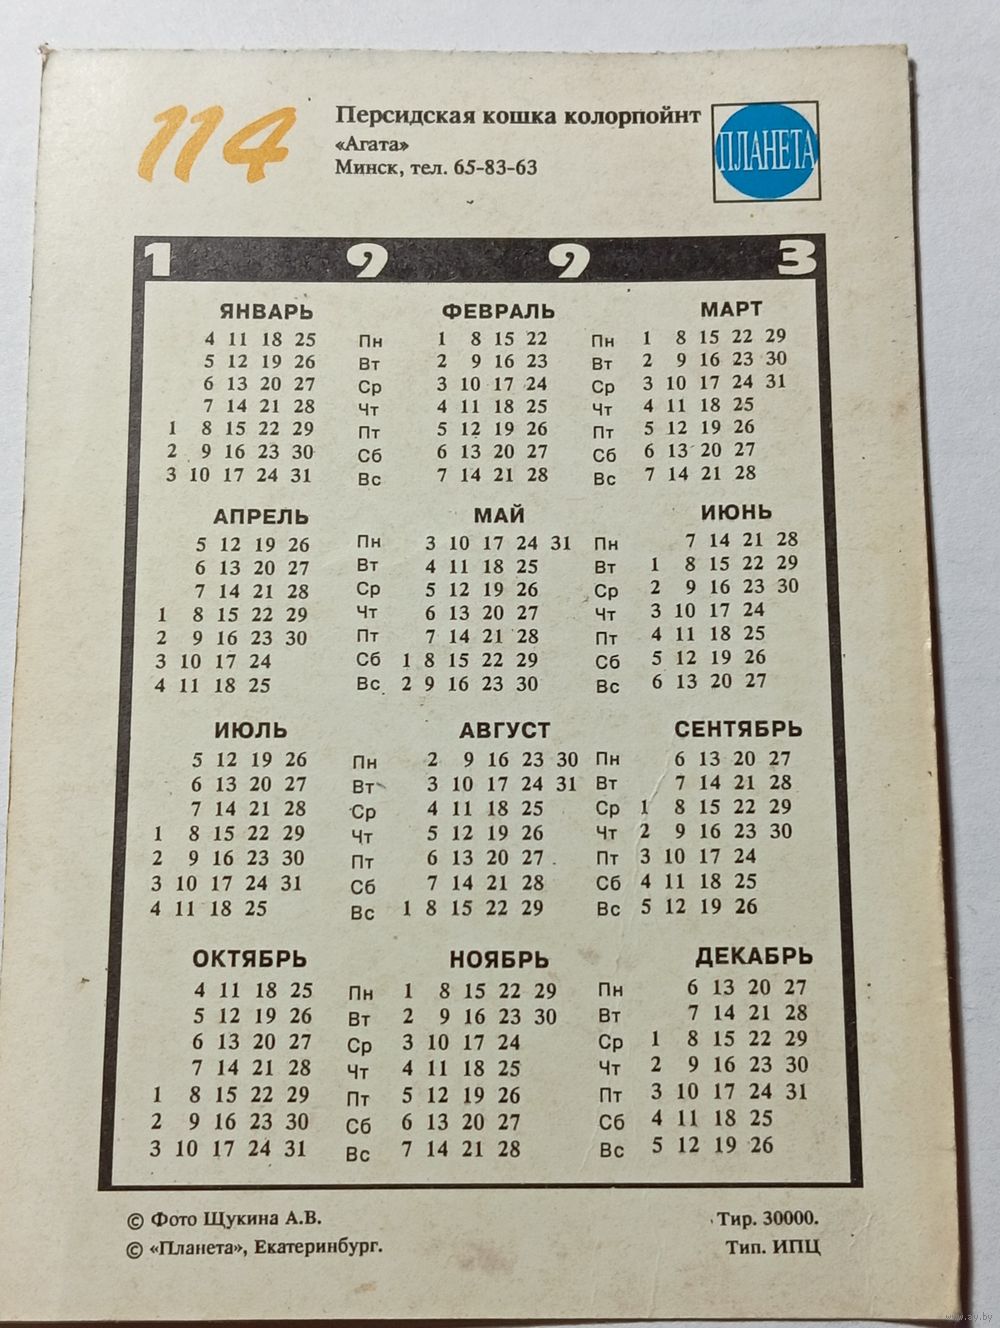 114
Персидская кошка колорпойнт
«Агата»
Минск, тел. 65-83-63
ПЛАНЕТА
1 9 9 3
ЯНВАРЬ ФЕВРАЛЬ МАРТ
4 11 18 25 Пн 1 8 15 22 Пн 1 8 15 22 29
5 12 19 26 Вт 2 9 16 23 Вт 2 9 16 23 30
6 13 20 27 Ср 3 10 17 24 Ср 3 10 17 24 31
7 14 21 28 Чт 4 11 18 25 Чт 4 11 18 25
1 8 15 22 29 Пт 5 12 19 26 Пт 5 12 19 26
2 9 16 23 30 Сб 6 13 20 27 Сб 6 13 20 27
3 10 17 24 31 Вс 7 14 21 28 Вс 7 14 21 28
АПРЕЛЬ МАЙ ИЮНЬ
5 12 19 26 Пн 3 10 17 24 31 Пн 7 14 21 28
6 13 20 27 Вт 4 11 18 25 Вт 1 8 15 22 29
7 14 21 28 Ср 5 12 19 26 Ср 2 9 16 23 30
1 8 15 22 29 Чт 6 13 20 27 Чт 3 10 17 24
2 9 16 23 30 Пт 7 14 21 28 Пт 4 11 18 25
3 10 17 24 Сб 1 8 15 22 29 Сб 5 12 19 26
4 11 18 25 Вс 2 9 16 23 30 Вс 6 13 20 27
ИЮЛЬ АВГУСТ СЕНТЯБРЬ
5 12 19 26 Пн 2 9 16 23 30 Пн 6 13 20 27
6 13 20 27 Вт 3 10 17 24 31 Вт 7 14 21 28
7 14 21 28 Ср 4 11 18 25 Ср 1 8 15 22 29
1 8 15 22 29 Чт 5 12 19 26 Чт 2 9 16 23 30
2 9 16 23 30 Пт 6 13 20 27 Пт 3 10 17 24
3 10 17 24 31 Сб 7 14 21 28 Сб 4 11 18 25
4 11 18 25 Вс 1 8 15 22 29 Вс 5 12 19 26
ОКТЯБРЬ НОЯБРЬ ДЕКАБРЬ
4 11 18 25 Пн 1 8 15 22 29 Пн 6 13 20 27
5 12 19 26 Вт 2 9 16 23 30 Вт 7 14 21 28
6 13 20 27 Ср 3 10 17 24 Ср 1 8 15 22 29
7 14 21 28 Чт 4 11 18 25 Чт 2 9 16 23 30
1 8 15 22 29 Пт 5 12 19 26 Пт 3 10 17 24 31
2 9 16 23 30 Сб 6 13 20 27 Сб 4 11 18 25
3 10 17 24 31 Вс 7 14 21 28 Вс 5 12 19 26
© Фото Щукина А.В. Тир. 30000.
© «Планета», Екатеринбург. Тип. ИПЦ
www.ay.by